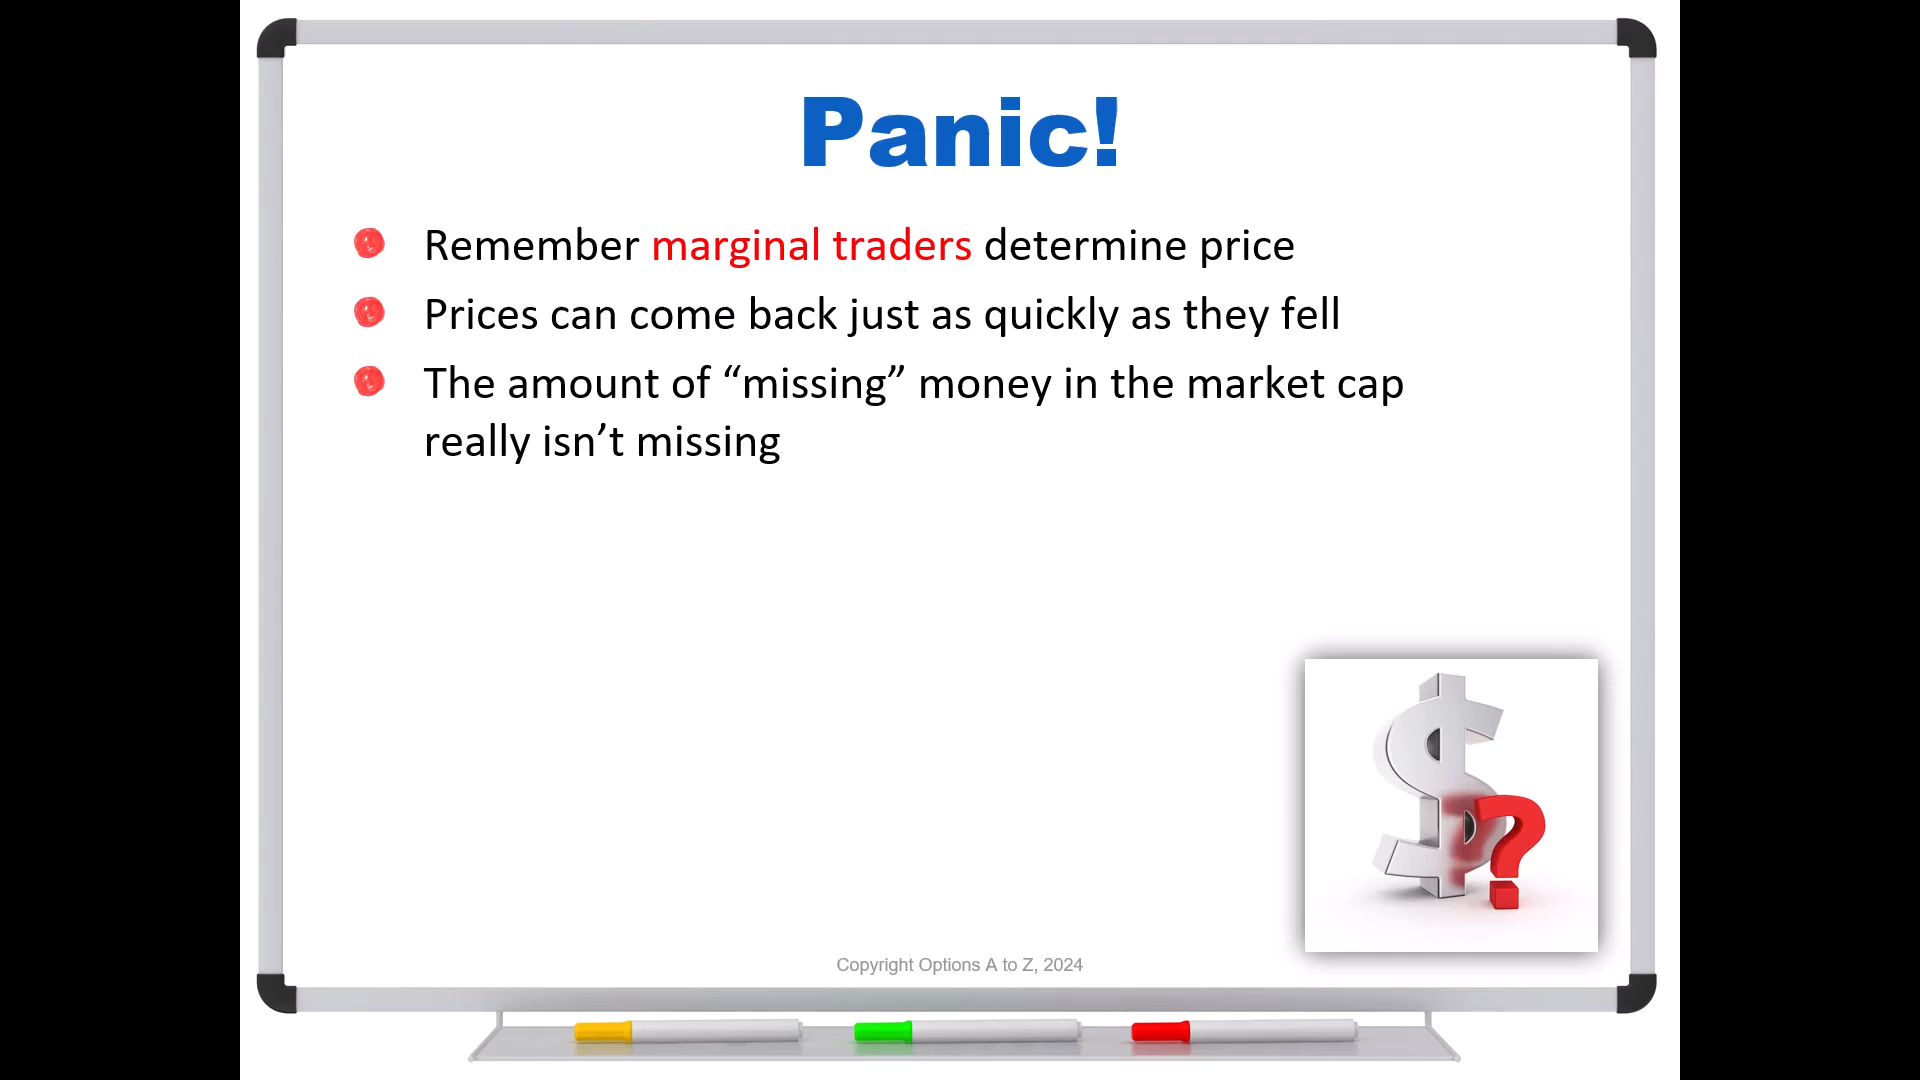 Panic!
Remember marginal traders determine price
Prices can come back just as quickly as they fell
The amount of “missing” money in the market cap
really isn’t missing
$?
Copyright Options A to Z, 2024